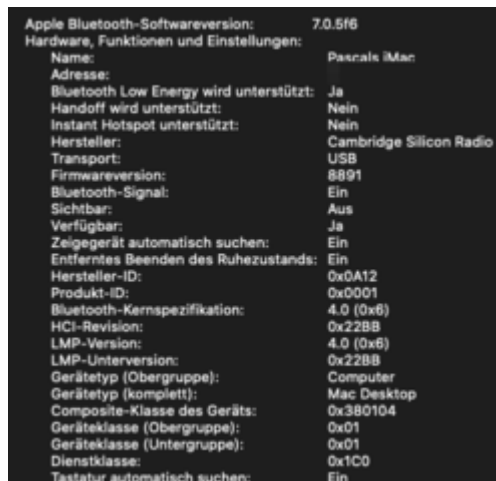 Apple Bluetooth-Softwareversion: 7.0.5f6
Hardware, Funktionen und Einstellungen:
Name: Pascals iMac
Adresse:
Bluetooth Low Energy wird unterstützt: Ja
Handoff wird unterstützt: Nein
Instant Hotspot unterstützt: Nein
Hersteller: Cambridge Silicon Radio
Transport: USB
Firmwareversion: 8891
Bluetooth-Signal: Ein
Sichtbar: Aus
Verfügbar: Ja
Zeigegerät automatisch suchen: Ein
Entferntes Beenden des Ruhezustands: Ein
Hersteller-ID: 0x0A12
Produkt-ID: 0x0001
Bluetooth-Kernspezifikation: 4.0 (0x6)
HCI-Revision: 0x22BB
LMP-Version: 4.0 (0x6)
LMP-Unterversion: 0x22BB
Gerätetyp (Obergruppe): Computer
Gerätetyp (komplett): Mac Desktop
Composite-Klasse des Geräts: 0x380104
Geräteklasse (Obergruppe): 0x01
Geräteklasse (Untergruppe): 0x01
Dienstklasse: 0x1C0
Tastatur automatisch suchen: Ein